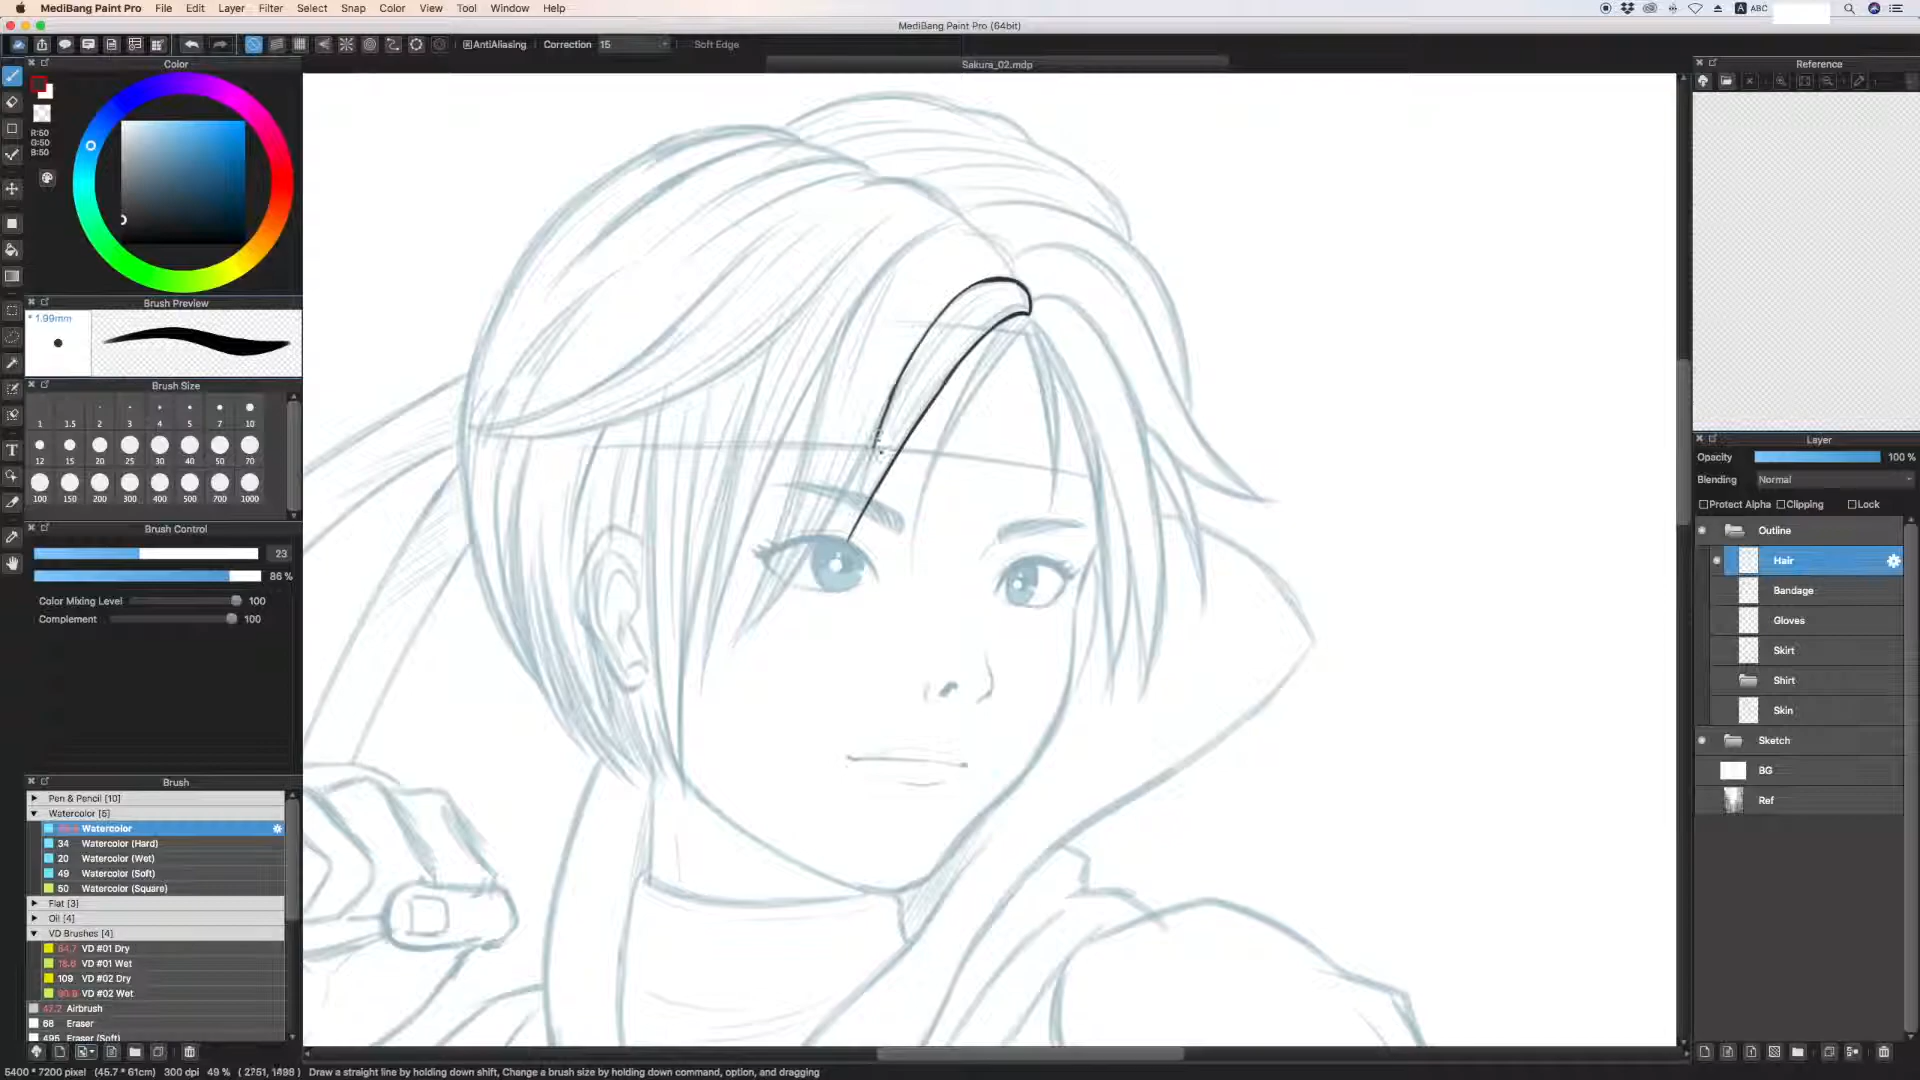 MediBang Paint Pro File Edit Layer Filter Select Snap Color View Tool Window Help A ABC
MediBang Paint Pro (64bit)
AntiAliasing Correction 15 Soft Edge
Color
Sakura_02.mdp
Reference
R:50
G:50
B:50
Brush Preview
* 1.99mm
Brush Size
1 1.5 2 3 4 5 7 10
12 15 20 25 30 40 50 70
100 150 200 300 400 500 700 1000
Brush Control
23
86 %
Color Mixing Level 100
Complement 100
Brush
Pen & Pencil [10]
Watercolor [5]
Watercolor
34 Watercolor (Hard)
20 Watercolor (Wet)
49 Watercolor (Soft)
50 Watercolor (Square)
Flat [3]
Oil [4]
VD Brushes [4]
VD #01 Dry
VD #01 Wet
109 VD #02 Dry
VD #02 Wet
Airbrush
68 Eraser
495 Eraser (Soft)
Layer
Opacity 100 %
Blending Normal
Protect Alpha Clipping Lock
Outline
Hair
Bandage
Gloves
Skirt
Shirt
Skin
Sketch
BG
Ref
5400 * 7200 pixel (45.7 * 61cm) 300 dpi 49 % ( 2751, 1498 ) Draw a straight line by holding down shift, Change a brush size by holding down command, option, and dragging